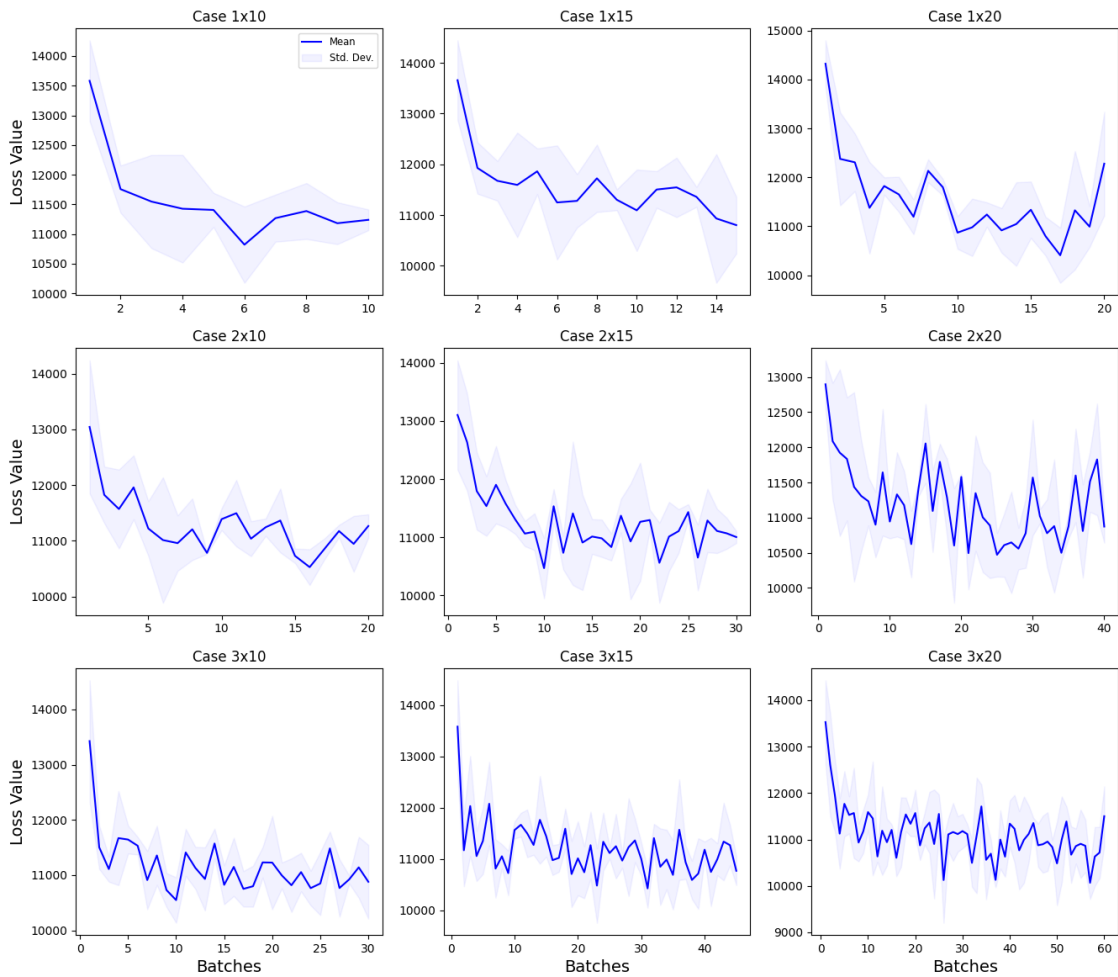 Case 1x10
Case 1x15
Case 1x20
Loss Value
14000
13500
13000
12500
12000
11500
11000
10500
10000
Mean
Std. Dev.
2 4 6 8 10
14000
13000
12000
11000
10000
2 4 6 8 10 12 14
15000
14000
13000
12000
11000
10000
5 10 15 20
Case 2x10
Case 2x15
Case 2x20
Loss Value
14000
13000
12000
11000
10000
5 10 15 20
14000
13000
12000
11000
10000
0 5 10 15 20 25 30
13000
12500
12000
11500
11000
10500
10000
0 10 20 30 40
Case 3x10
Case 3x15
Case 3x20
Loss Value
14000
13000
12000
11000
10000
0 5 10 15 20 25 30
Batches
14000
13000
12000
11000
10000
0 10 20 30 40
Batches
14000
13000
12000
11000
10000
9000
0 10 20 30 40 50 60
Batches